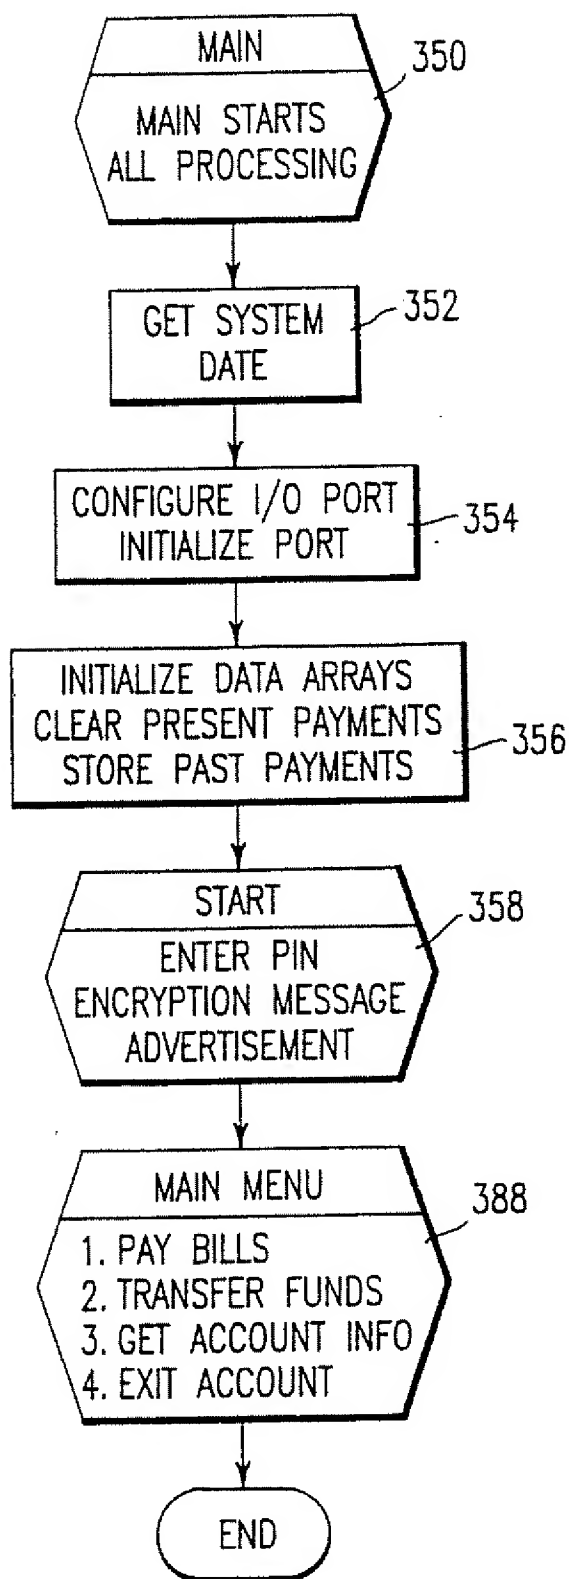 MAIN
350
MAIN STARTS
ALL PROCESSING
GET SYSTEM
DATE
352
CONFIGURE I/O PORT
INITIALIZE PORT
354
INITIALIZE DATA ARRAYS
CLEAR PRESENT PAYMENTS
STORE PAST PAYMENTS
356
START
358
ENTER PIN
ENCRYPTION MESSAGE
ADVERTISEMENT
MAIN MENU
388
1. PAY BILLS
2. TRANSFER FUNDS
3. GET ACCOUNT INFO
4. EXIT ACCOUNT
END